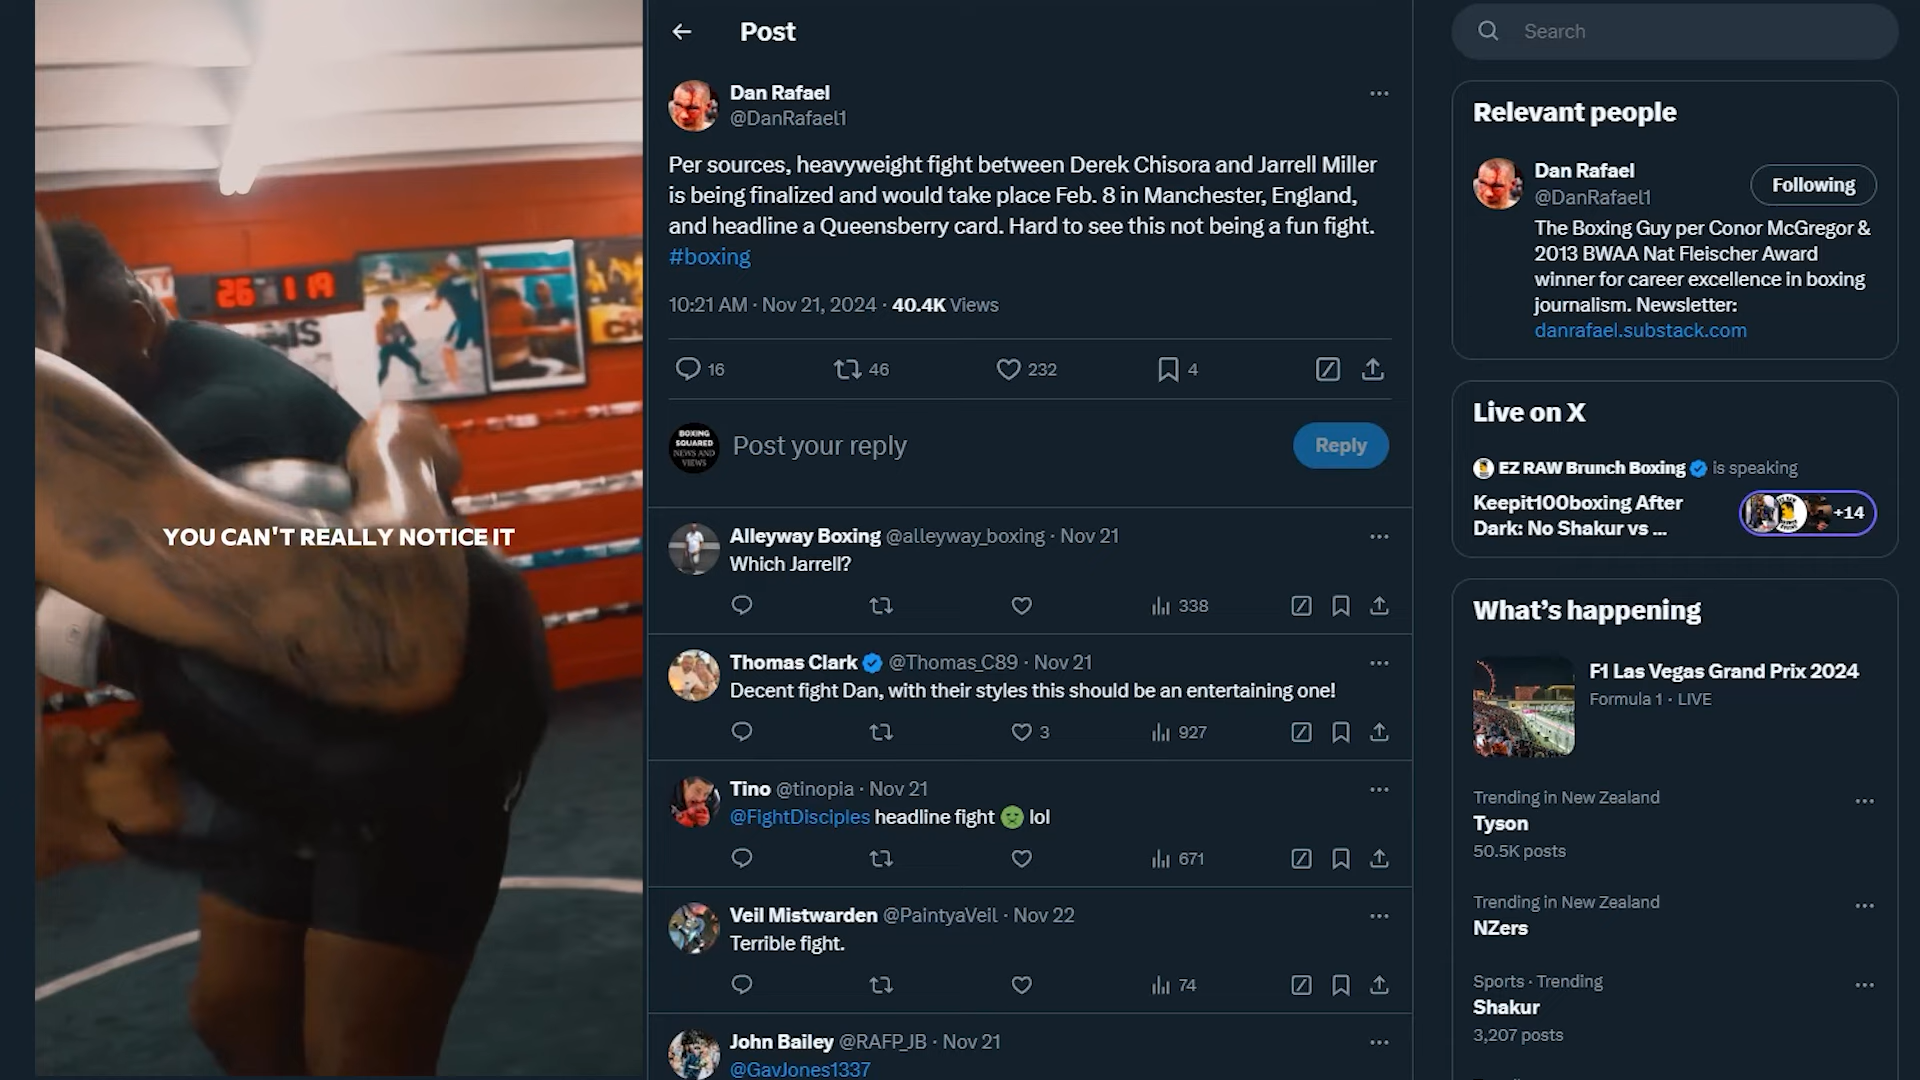 26 1 19
IS
CH
YOU CAN'T REALLY NOTICE IT
Post
Dan Rafael
@DanRafael1
Per sources, heavyweight fight between Derek Chisora and Jarrell Miller
is being finalized and would take place Feb. 8 in Manchester, England,
and headline a Queensberry card. Hard to see this not being a fun fight.
#boxing
10:21 AM · Nov 21, 2024 · 40.4K Views
16 46 232 4
BOXING
SQUARED
NEWS AND
VIEWS
Post your reply
Reply
Alleyway Boxing @alleyway_boxing · Nov 21
Which Jarrell?
338
Thomas Clark @Thomas_C89 · Nov 21
Decent fight Dan, with their styles this should be an entertaining one!
3 927
Tino @tinopia · Nov 21
@FightDisciples headline fight 🤢 lol
671
Veil Mistwarden @PaintyaVeil · Nov 22
Terrible fight.
74
John Bailey @RAFP_JB · Nov 21
@GavJones1337
Search
Relevant people
Dan Rafael
@DanRafael1
Following
The Boxing Guy per Conor McGregor &
2013 BWAA Nat Fleischer Award
winner for career excellence in boxing
journalism. Newsletter:
danrafael.substack.com
Live on X
EZ RAW Brunch Boxing is speaking
Keepit100boxing After
Dark: No Shakur vs ...
+14
What's happening
F1 Las Vegas Grand Prix 2024
Formula 1 · LIVE
Trending in New Zealand
Tyson
50.5K posts
Trending in New Zealand
NZers
Sports · Trending
Shakur
3,207 posts